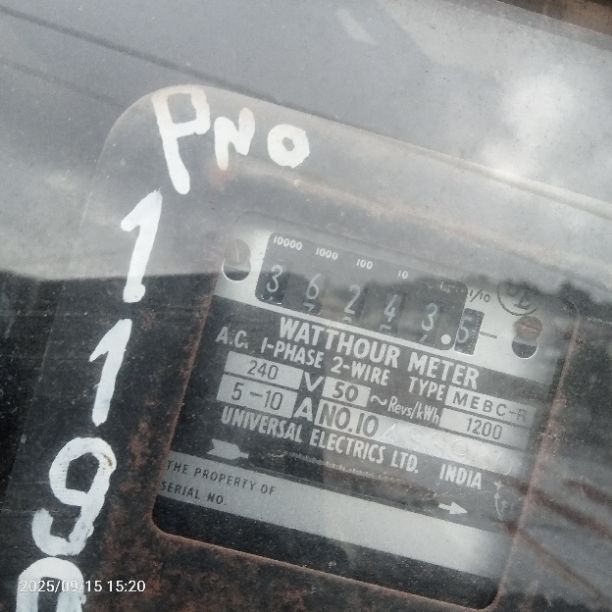 PNO
1
1
9
10000 1000 100 10 1/10
3 6 2 4 3 . 5
WATTHOUR METER
A.C. 1-PHASE 2-WIRE TYPE MEBC-R
240 V 50 ~ Revs/kWh 1200
5-10 A NO.10
UNIVERSAL ELECTRICS LTD. INDIA
THE PROPERTY OF
SERIAL NO.
2025/09/15 15:20